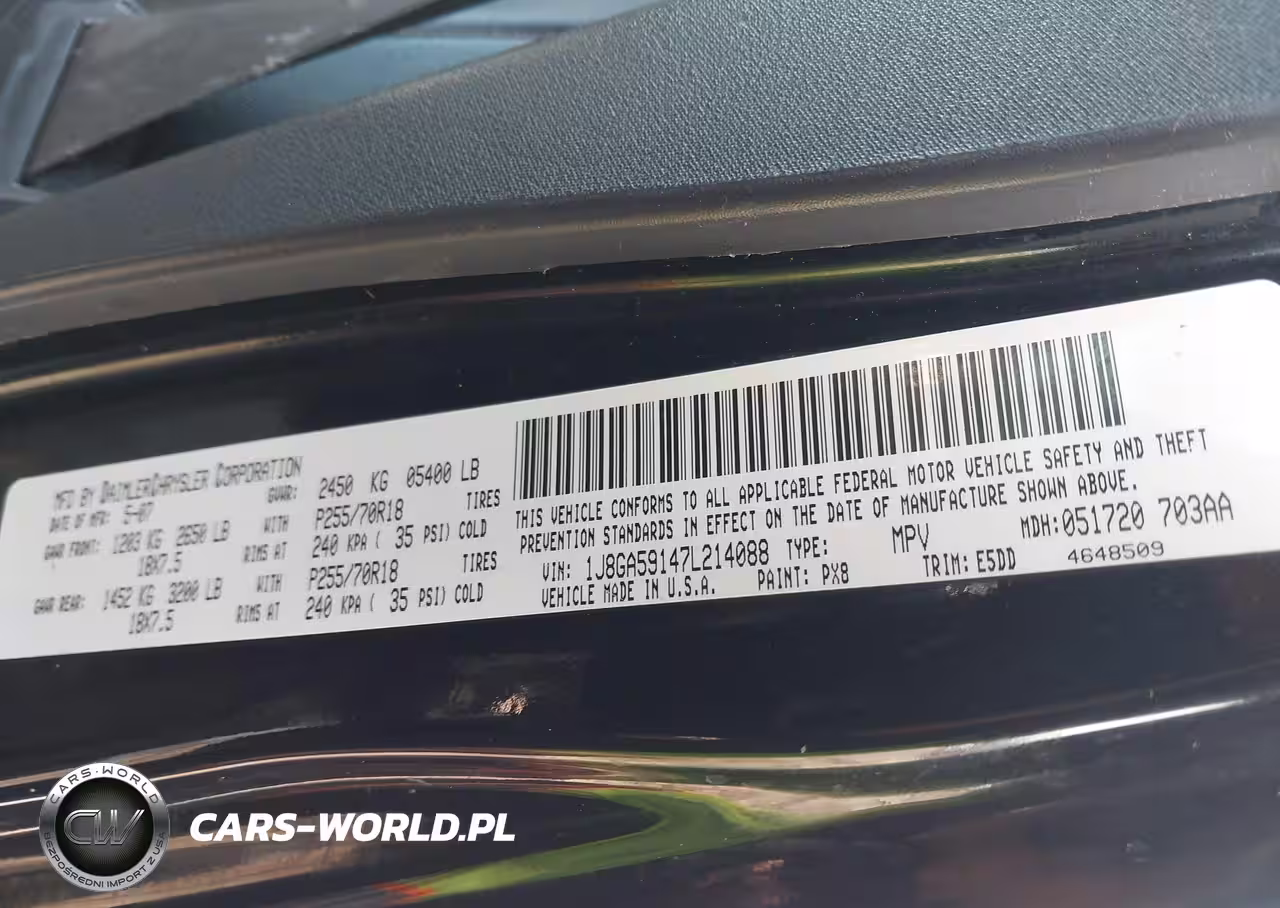 MFD BY DAIMLERCHRYSLER CORPORATION
DATE OF MFR: 5-07 GVWR: 2450 KG 05400 LB
GAWR FRONT: 1203 KG 2650 LB WITH P255/70R18 TIRES
18X7.5 RIMS AT 240 KPA ( 35 PSI) COLD
GAWR REAR: 1452 KG 3200 LB WITH P255/70R18 TIRES
18X7.5 RIMS AT 240 KPA ( 35 PSI) COLD
THIS VEHICLE CONFORMS TO ALL APPLICABLE FEDERAL MOTOR VEHICLE SAFETY AND THEFT
PREVENTION STANDARDS IN EFFECT ON THE DATE OF MANUFACTURE SHOWN ABOVE.
VIN: 1J8GA59147L214088 TYPE: MPV MDH:051720 703AA
VEHICLE MADE IN U.S.A. PAINT: PX8 TRIM: E5DD 4648509
CARS-WORLD
CW
BEZPOŚREDNI IMPORT Z USA
CARS-WORLD.PL